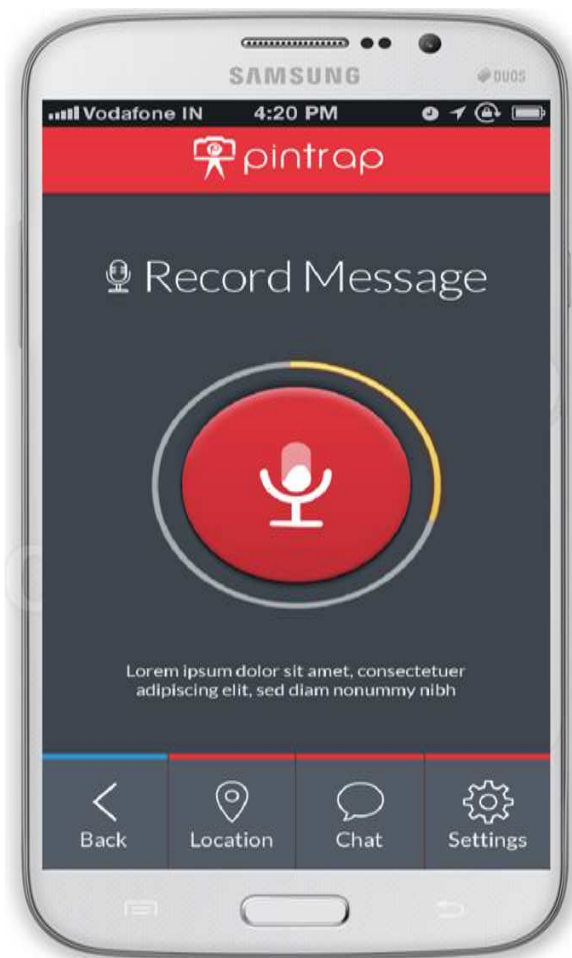 SAMSUNG
DUOS
Vodafone IN 4:20 PM
pintrap
Record Message
Lorem ipsum dolor sit amet, consectetuer
adipiscing elit, sed diam nonummy nibh
Back Location Chat Settings